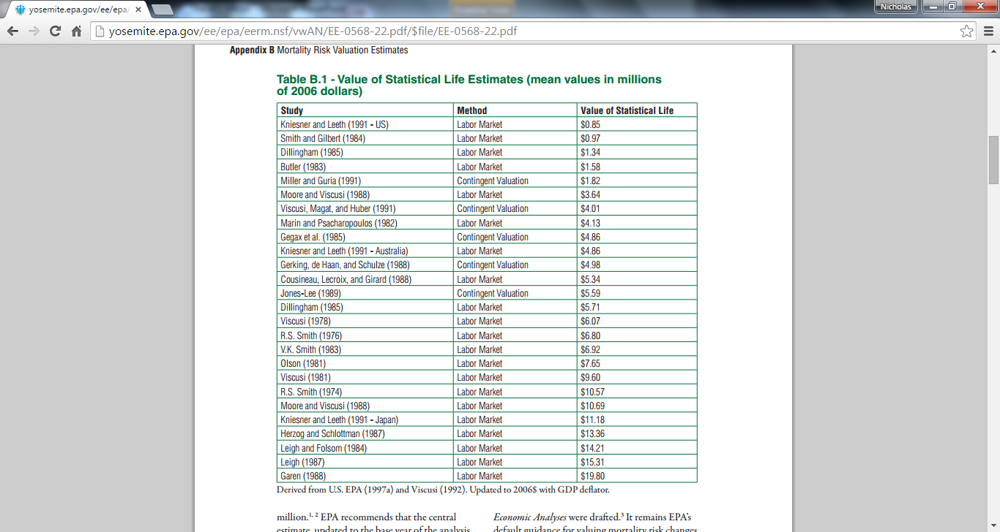 yosemite.epa.gov/ee/epa/
Nicholas
yosemite.epa.gov/ee/epa/eerm.nsf/vwAN/EE-0568-22.pdf/$file/EE-0568-22.pdf
Appendix B Mortality Risk Valuation Estimates
Table B.1 - Value of Statistical Life Estimates (mean values in millions
of 2006 dollars)
Study Method Value of Statistical Life
Kniesner and Leeth (1991 - US) Labor Market $0.85
Smith and Gilbert (1984) Labor Market $0.97
Dillingham (1985) Labor Market $1.34
Butler (1983) Labor Market $1.58
Miller and Guria (1991) Contingent Valuation $1.82
Moore and Viscusi (1988) Labor Market $3.64
Viscusi, Magat, and Huber (1991) Contingent Valuation $4.01
Marin and Psacharopoulos (1982) Labor Market $4.13
Gegax et al. (1985) Contingent Valuation $4.86
Kniesner and Leeth (1991 - Australia) Labor Market $4.86
Gerking, de Haan, and Schulze (1988) Contingent Valuation $4.98
Cousineau, Lecroix, and Girard (1988) Labor Market $5.34
Jones-Lee (1989) Contingent Valuation $5.59
Dillingham (1985) Labor Market $5.71
Viscusi (1978) Labor Market $6.07
R.S. Smith (1976) Labor Market $6.80
V.K. Smith (1983) Labor Market $6.92
Olson (1981) Labor Market $7.65
Viscusi (1981) Labor Market $9.60
R.S. Smith (1974) Labor Market $10.57
Moore and Viscusi (1988) Labor Market $10.69
Kniesner and Leeth (1991 - Japan) Labor Market $11.18
Herzog and Schlottman (1987) Labor Market $13.36
Leigh and Folsom (1984) Labor Market $14.21
Leigh (1987) Labor Market $15.31
Garen (1988) Labor Market $19.80
Derived from U.S. EPA (1997a) and Viscusi (1992). Updated to 2006$ with GDP deflator.
million.1, 2 EPA recommends that the central
estimate, updated to the base year of the analysis,
Economic Analyses were drafted.3 It remains EPA's
default guidance for valuing mortality risk changes